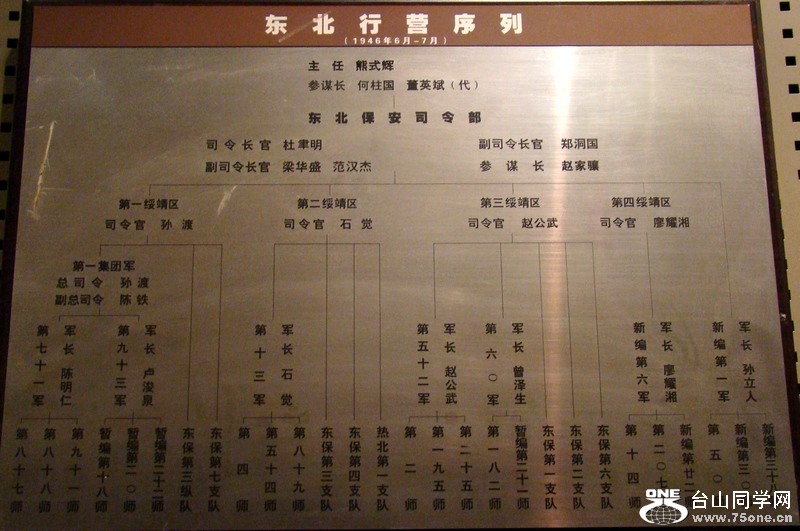 东北行营序列
(1946年6月-7月)
主 任 熊式辉
参谋长 何柱国 董英斌(代)
东北保安司令部
司令长官 杜聿明
副司令长官 郑洞国
副司令长官 梁华盛 范汉杰
参 谋 长 赵家骧
第一绥靖区
司令官 孙 渡
第二绥靖区
司令官 石 觉
第三绥靖区
司令官 赵公武
第四绥靖区
司令官 廖耀湘
第一集团军
总 司 令 孙 渡
副总司令 陈 铁
第七十一军
军长 陈明仁
第九十三军
军长 卢浚泉
第十三军
军长 石觉
第五十二军
军长 赵公武
第六〇军
军长 曾泽生
新编第六军
军长 廖耀湘
新编第一军
军长 孙立人
第八十七师
第八十八师
第九十一师
暂编第十八师
暂编第二〇师
暂编第二十二师
东保第三纵队
东保第七支队
第四师
第五十四师
第八十九师
东保第三支队
东保第四支队
热北第一支队
第二师
第一九五师
第二十五师
第一八二师
暂编第二十一师
东保第一支队
东保第二支队
东保第六支队
第十四师
第二〇七师
新编第廿二
第五〇师
新编第三〇
新编第三十八
ONE
台山同学网
www.75one.cn